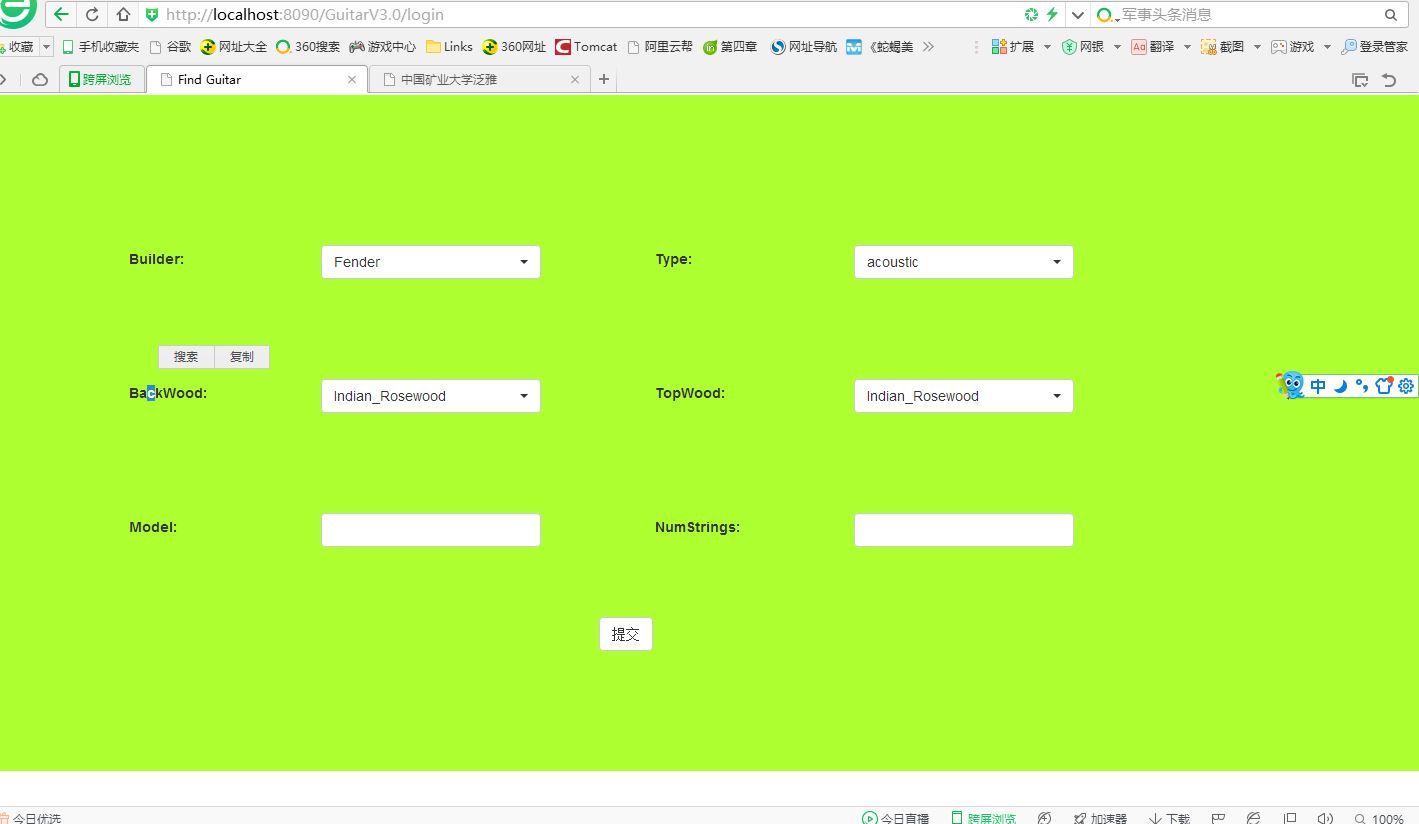 http://localhost:8090/GuitarV3.0/login 军事头条消息
收藏 手机收藏夹 谷歌 网址大全 360搜索 游戏中心 Links 360网址 Tomcat 阿里云帮 第四章 网址导航 《蛇蝎美 扩展 网银 Aa 翻译 截图 游戏 登录管家
跨屏浏览 Find Guitar 中国矿业大学泛雅
Builder: Fender Type: acoustic
搜索 复制
BackWood: Indian_Rosewood TopWood: Indian_Rosewood
中
Model: NumStrings:
提交
今日优选 今日直播 跨屏浏览 加速器 下载 100%